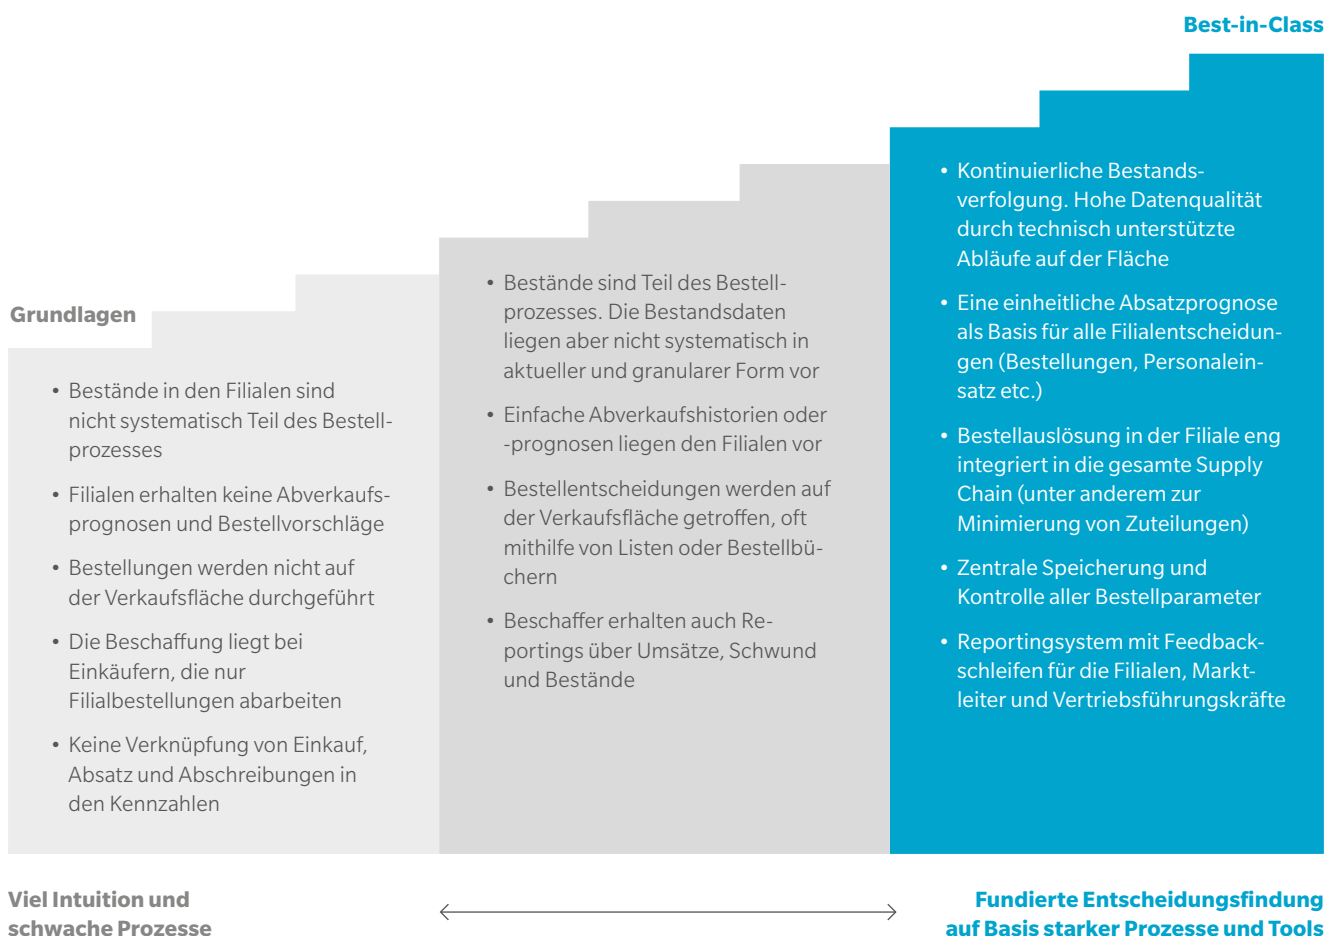 Best-in-Class
Grundlagen
• Bestände in den Filialen sind
nicht systematisch Teil des Bestell-
prozesses
• Filialen erhalten keine Abverkaufs-
prognosen und Bestellvorschläge
• Bestellungen werden nicht auf
der Verkaufsfläche durchgeführt
• Die Beschaffung liegt bei
Einkäufern, die nur
Filialbestellungen abarbeiten
• Keine Verknüpfung von Einkauf,
Absatz und Abschreibungen in
den Kennzahlen
• Bestände sind Teil des Bestell-
prozesses. Die Bestandsdaten
liegen aber nicht systematisch in
aktueller und granularer Form vor
• Einfache Abverkaufshistorien oder
-prognosen liegen den Filialen vor
• Bestellentscheidungen werden auf
der Verkaufsfläche getroffen, oft
mithilfe von Listen oder Bestellbü-
chern
• Beschaffer erhalten auch Re-
portings über Umsätze, Schwund
und Bestände
• Kontinuierliche Bestands-
verfolgung. Hohe Datenqualität
durch technisch unterstützte
Abläufe auf der Fläche
• Eine einheitliche Absatzprognose
als Basis für alle Filialentscheidun-
gen (Bestellungen, Personalein-
satz etc.)
• Bestellauslösung in der Filiale eng
integriert in die gesamte Supply
Chain (unter anderem zur
Minimierung von Zuteilungen)
• Zentrale Speicherung und
Kontrolle aller Bestellparameter
• Reportingsystem mit Feedback-
schleifen für die Filialen, Markt-
leiter und Vertriebsführungskräfte
Viel Intuition und
schwache Prozesse
Fundierte Entscheidungsfindung
auf Basis starker Prozesse und Tools